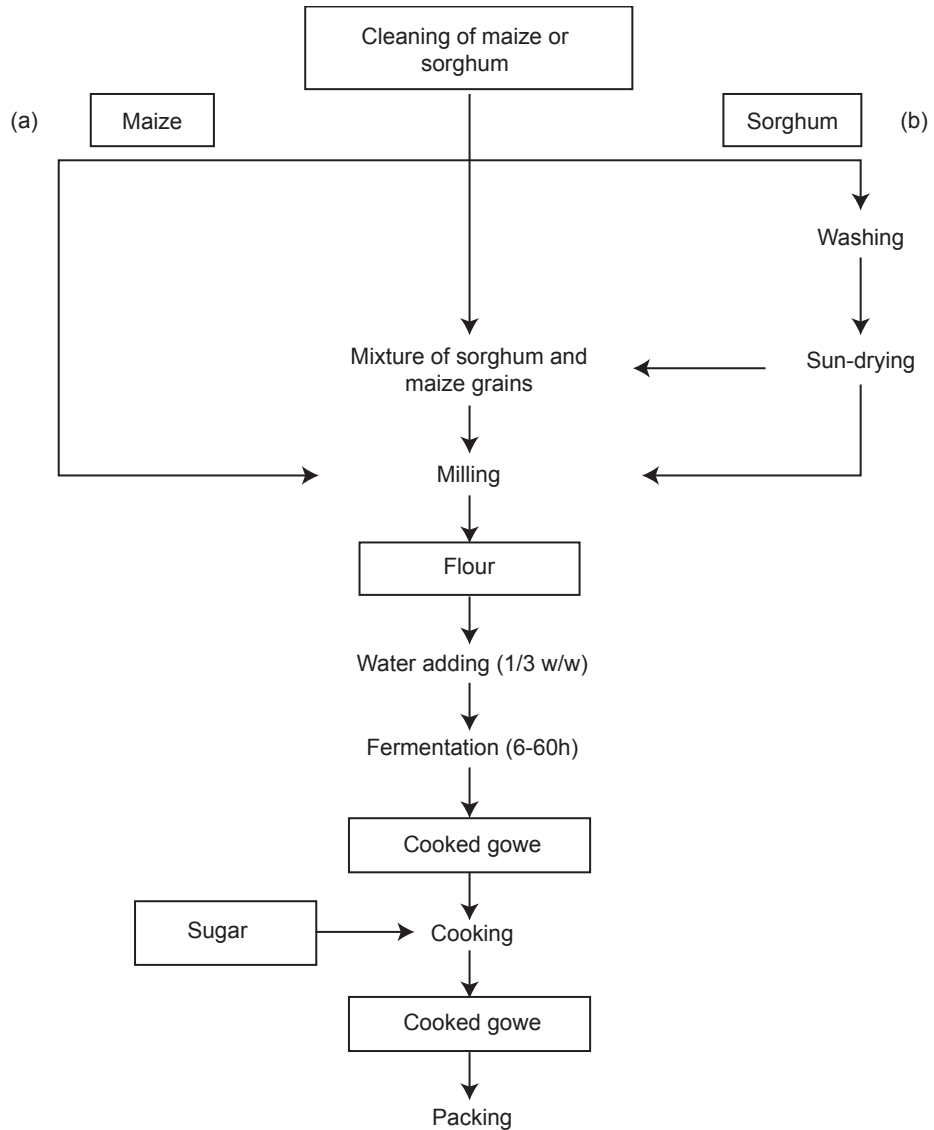 Cleaning of maize or
sorghum
(a)
Maize
Sorghum
(b)
Washing
Mixture of sorghum and
maize grains
Sun-drying
Milling
Flour
Water adding (1/3 w/w)
Fermentation (6-60h)
Cooked gowe
Sugar
Cooking
Cooked gowe
Packing